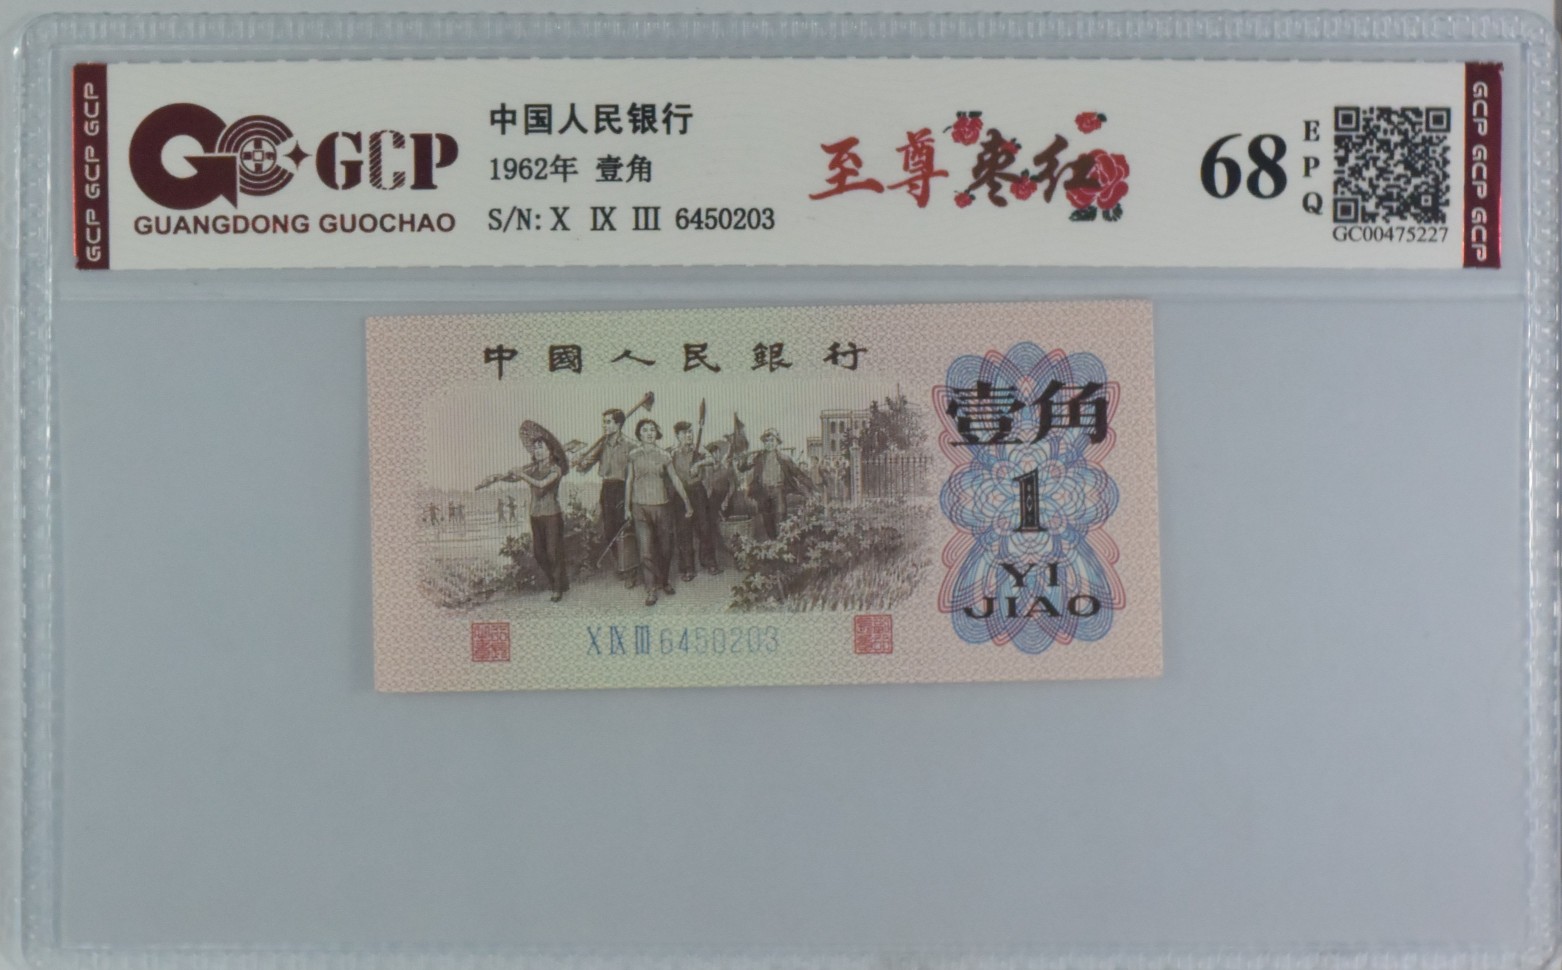 GCP GCP GCP
GCP
GUANGDONG GUOCHAO
中国人民银行
1962年 壹角
S/N: X IX III 6450203
至尊枣红
68
EPQ
GC00475227
GCP GCP GCP
中國人民銀行
壹角
1
YI
JIAO
X IX III 6450203